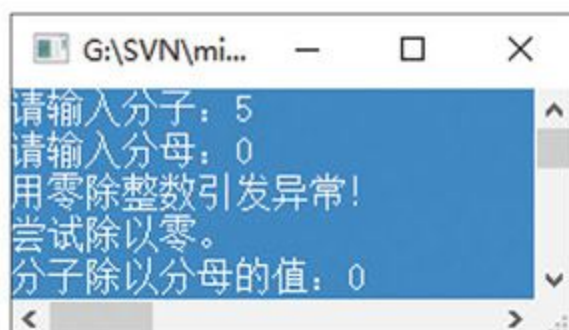 G:\SVN\mi...
请输入分子：5
请输入分母：0
用零除整数引发异常!
尝试除以零。
分子除以分母的值：0